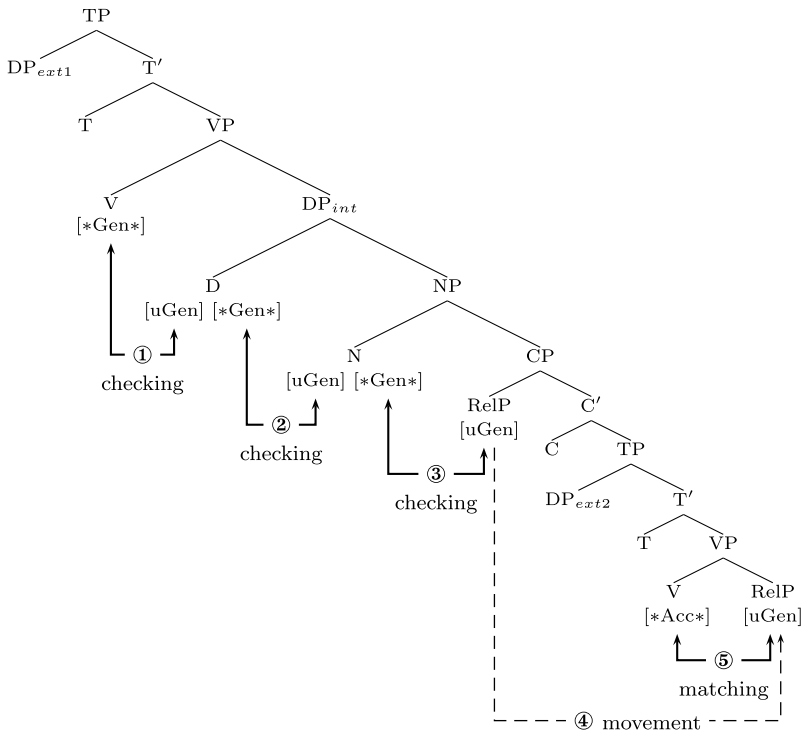 TP
DPext1 T′
T VP
V DPint
[∗Gen∗]
D NP
[uGen] [∗Gen∗]
① N CP
checking [uGen] [∗Gen∗]
RelP C′
② [uGen]
checking C TP
③ DPext2 T′
checking
T VP
V RelP
[∗Acc∗] [uGen]
⑤
matching
④ movement